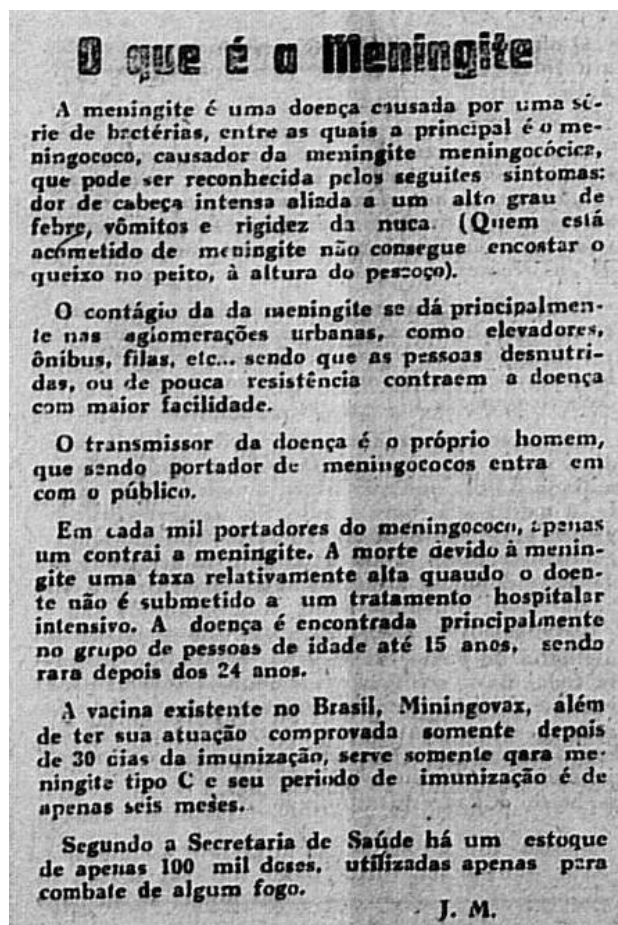 O que é a Meningite
A meningite é uma doença causada por uma sé-
rie de bactérias, entre as quais a principal é o me-
ningococo, causador da meningite meningocócica,
que pode ser reconhecida pelos seguites sintomas:
dor de cabeça intensa aliada a um alto grau de
febre, vômitos e rigidez da nuca. (Quem está
acometido de meningite não consegue encostar o
queixo no peito, à altura do pescoço).
O contágio da da meningite se dá principalmen-
te nas aglomerações urbanas, como elevadores,
ônibus, filas, etc... sendo que as pessoas desnutri-
das, ou de pouca resistência contraem a doença
com maior facilidade.
O transmissor da doença é o próprio homem,
que sendo portador de meningococos entra em
com o público.
Em cada mil portadores do meningococo, apenas
um contrai a meningite. A morte devido à menin-
gite uma taxa relativamente alta quaudo o doen-
te não é submetido a um tratamento hospitalar
intensivo. A doença é encontrada principalmente
no grupo de pessoas de idade até 15 anos, sendo
rara depois dos 24 anos.
A vacina existente no Brasil, Miningovax, além
de ter sua atuação comprovada somente depois
de 30 dias da imunização, serve somente qara me-
ningite tipo C e seu periodo de imunização é de
apenas seis meses.
Segundo a Secretaria de Saúde há um estoque
de apenas 100 mil doses, utilizadas apenas para
combate de algum fogo.
J. M.